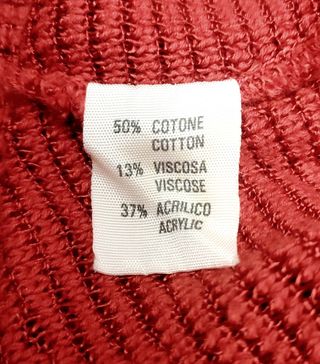 50% COTONE
COTTON
13% VISCOSA
VISCOSE
37% ACRILICO
ACRYLIC